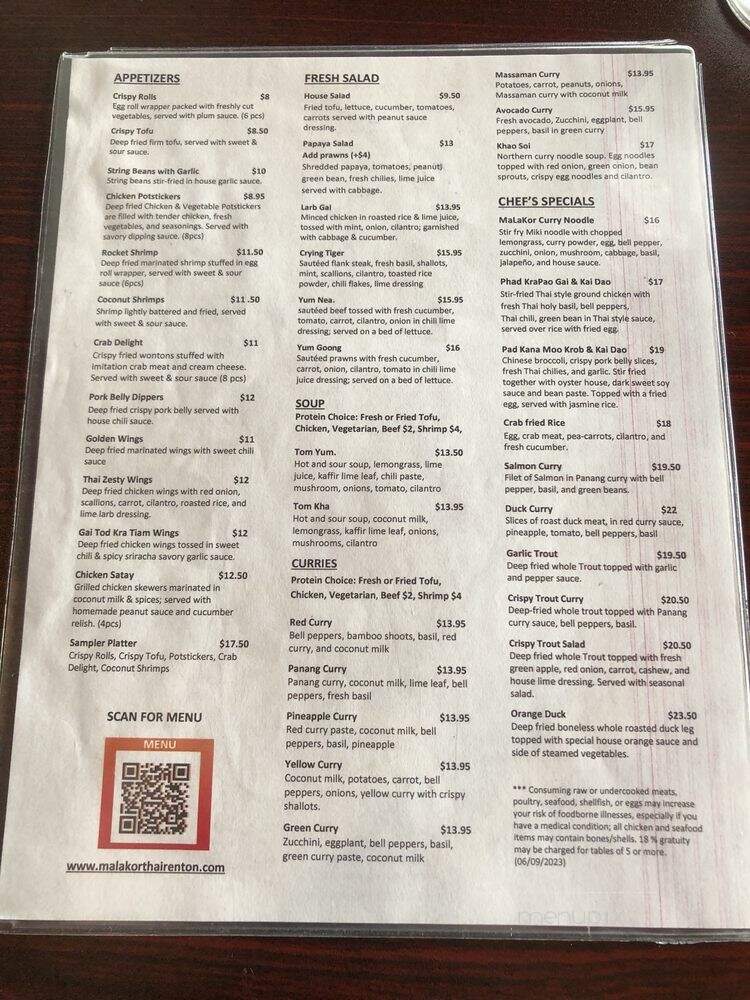 APPETIZERS
Crispy Rolls $8
Egg roll wrapper packed with freshly cut
vegetables, served with plum sauce. (6 pcs)
Crispy Tofu $8.50
Deep fried firm tofu, served with sweet &
sour sauce.
String Beans with Garlic $10
String beans stir-fried in house garlic sauce.
Chicken Potstickers $8.95
Deep fried Chicken & Vegetable Potstickers
are filled with tender chicken, fresh
vegetables, and seasonings. Served with
savory dipping sauce. (8pcs)
Rocket Shrimp $11.50
Deep fried marinated shrimp stuffed in egg
roll wrapper, served with sweet & sour
sauce (6pcs)
Coconut Shrimps $11 .50
Shrimp lightly battered and fried, served
with sweet & sour sauce.
Crab Delight $11
Crispy fried wontons stuffed with
imitation crab meat and cream cheese.
Served with sweet & sour sauce (8 pcs)
Pork Belly Dippers $12
Deep fried crispy pork belly served with
house chili sauce.
Golden Wings $11
Deep fried marinated wings with sweet chili
sauce
Thai Zesty Wings $12
Deep fried chicken wings with red onion,
scallions, carrot, cilantro, roasted rice, and
lime larb dressing.
Gai Tod Kra Tiam Wings $12
Deep fried chicken wings tossed in sweet
chili & spicy sriracha savory garlic sauce.
Chicken Satay $12.50
Grilled chicken skewers marinated in
coconut milk & spices; served with
homemade peanut sauce and cucumber
relish. (4pcs)
Sampler Platter $17.50
Crispy Rolls, Crispy Tofu, Potstickers, Crab
Delight, Coconut Shrimps
SCAN FOR MENU
MENU
www.malakorthairenton.com
FRESH SALAD
House Salad $9.50
Fried tofu, lettuce, cucumber, tomatoes,
carrots served with peanut sauce
dressing.
Papaya Salad $13
Add prawns (+$4)
Shredded papaya, tomatoes, peanut)
green bean, fresh chilies, lime juice
served with cabbage.
Larb Gai $13.95
Minced chicken in roasted rice & lime juice,
tossed with mint, onion, cilantro; garnished
with cabbage & cucumber.
Crying Tiger $15.95
Sautéed flank steak, fresh basil, shallots,
mint, scallions, cilantro, toasted rice
powder, chili flakes, lime dressing
Yum Nea. $15.95
sautéed beef tossed with fresh cucumber,
tomato, carrot, cilantro, onion in chili lime
dressing; served on a bed of lettuce.
Yum Goong $16
Sautéed prawns with fresh cucumber,
carrot, onion, cilantro, tomato in chili lime
juice dressing; served on a bed of lettuce.
SOUP
Protein Choice: Fresh or Fried Tofu,
Chicken, Vegetarian, Beef $2, Shrimp $4,
Tom Yum. $13.50
Hot and sour soup, lemongrass, lime
juice, kaffir lime leaf, chili paste,
mushroom, onions, tomato, cilantro
Tom Kha $13.95
Hot and sour soup, coconut milk,
lemongrass, kaffir lime leaf, onions,
mushrooms, cilantro
CURRIES
Protein Choice: Fresh or Fried Tofu,
Chicken, Vegetarian, Beef $2, Shrimp $4
Red Curry $13.95
Bell peppers, bamboo shoots, basil, red
curry, and coconut milk
Panang Curry $13.95
Panang curry, coconut milk, lime leaf, bell
peppers, fresh basil
Pineapple Curry $13.95
Red curry paste, coconut milk, bell
peppers, basil, pineapple
Yellow Curry $13.95
Coconut milk, potatoes, carrot, bell
peppers, onions, yellow curry with crispy
shallots.
Green Curry $13.95
Zucchini, eggplant, bell peppers, basil,
green curry paste, coconut milk
Massaman Curry $13.95
Potatoes, carrot, peanuts, onions,
Massaman curry with coconut milk
Avocado Curry $15.95
Fresh avocado, Zucchini, eggplant, bell
peppers, basil in green curry
Khao Soi $17
Northern curry noodle soup. Egg noodles
topped with red onion, green onion, bean
sprouts, crispy egg noodles and cilantro.
CHEF'S SPECIALS
MaLaKor Curry Noodle $16
Stir fry Miki noodle with chopped
lemongrass, curry powder, egg, bell pepper,
zucchini, onion, mushroom, cabbage, basil,
jalapeño, and house sauce.
Phad KraPao Gai & Kai Dao $17
Stir-fried Thai style ground chicken with
fresh Thai holy basil, bell peppers,
Thai chili, green bean in Thai style sauce,
served over rice with fried egg.
Pad Kana Moo Krob & Kai Dao $19
Chinese broccoli, crispy pork belly slices,
fresh Thai chilies, and garlic. Stir fried
together with oyster house, dark sweet soy
sauce and bean paste. Topped with a fried
egg, served with jasmine rice.
Crab fried Rice $18
Egg, crab meat, pea-carrots, cilantro, and
fresh cucumber.
Salmon Curry $19.50
Filet of Salmon in Panang curry with bell
pepper, basil, and green beans.
Duck Curry $22
Slices of roast duck meat, in red curry sauce,
pineapple, tomato, bell peppers, basil
Garlic Trout $19.50
Deep fried whole Trout topped with garlic
and pepper sauce.
Crispy Trout Curry $20.50
Deep-fried whole trout topped with Panang
curry sauce, bell peppers, basil.
Crispy Trout Salad $20.50
Deep fried whole Trout topped with fresh
green apple, red onion, carrot, cashew, and
house lime dressing. Served with seasonal
salad.
Orange Duck $23.50
Deep fried boneless whole roasted duck leg
topped with special house orange sauce and
side of steamed vegetables.
*** Consuming raw or undercooked meats,
poultry, seafood, shellfish, or eggs may increase
your risk of foodborne illnesses, especially if you
have a medical condition; all chicken and seafood
items may contain bones/shells. 18 % gratuity
may be charged for tables of 5 or more.
(06/09/2023)